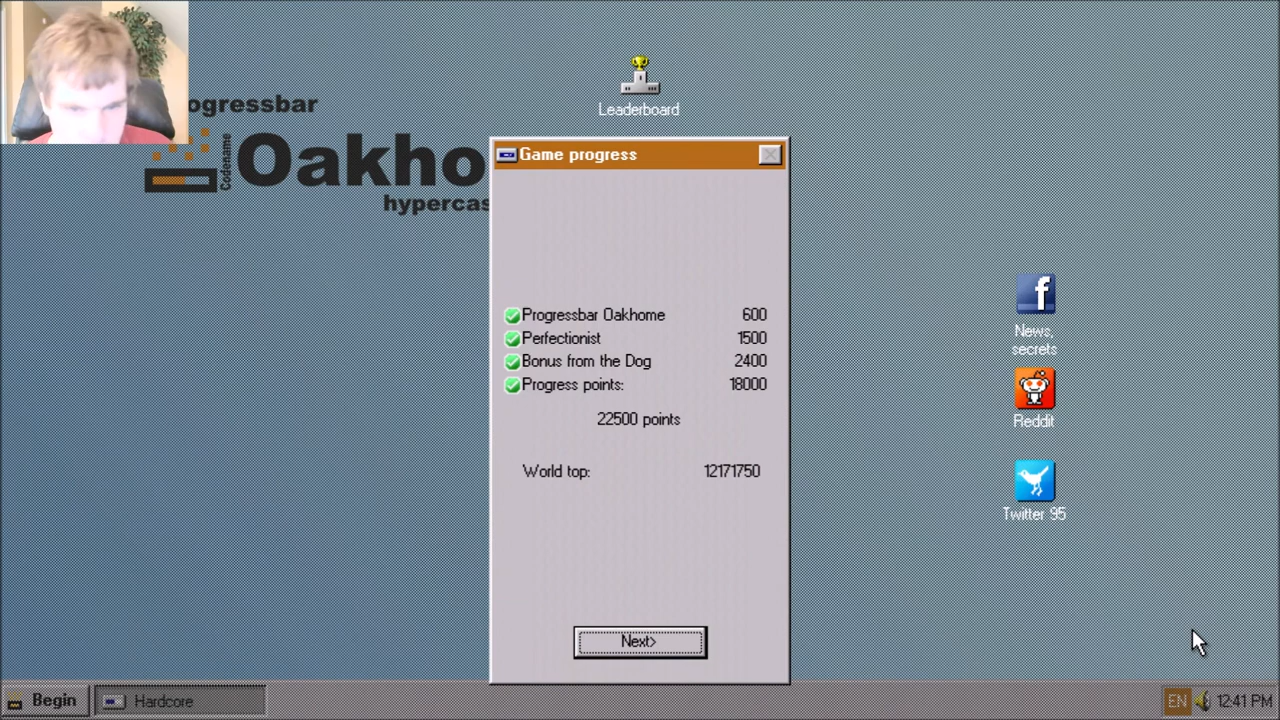 Leaderboard
ogressbar
Codename
Oakho
hypercas
Game progress
Progressbar Oakhome 600
Perfectionist 1500
Bonus from the Dog 2400
Progress points: 18000
22500 points
World top: 12171750
Next>
News,
secrets
Reddit
Twitter 95
Begin
Hardcore
EN
12:41 PM